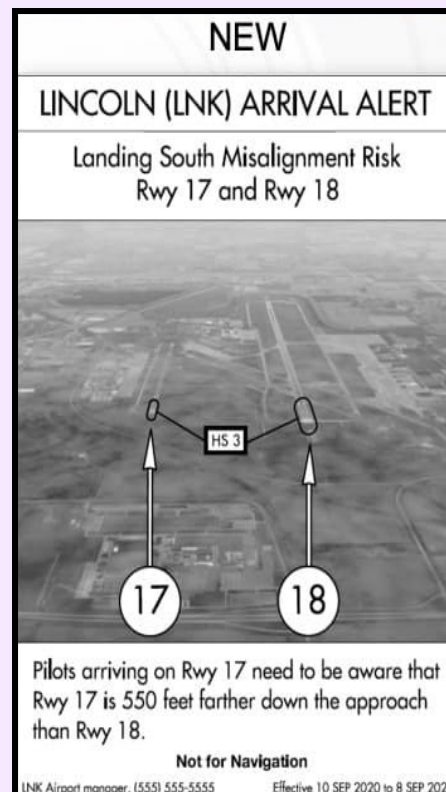 NEW
LINCOLN (LNK) ARRIVAL ALERT
Landing South Misalignment Risk
Rwy 17 and Rwy 18
HS 3
17
18
Pilots arriving on Rwy 17 need to be aware that
Rwy 17 is 550 feet farther down the approach
than Rwy 18.
Not for Navigation
LNK Airport manager, (555) 555-5555
Effective 10 SEP 2020 to 8 SEP